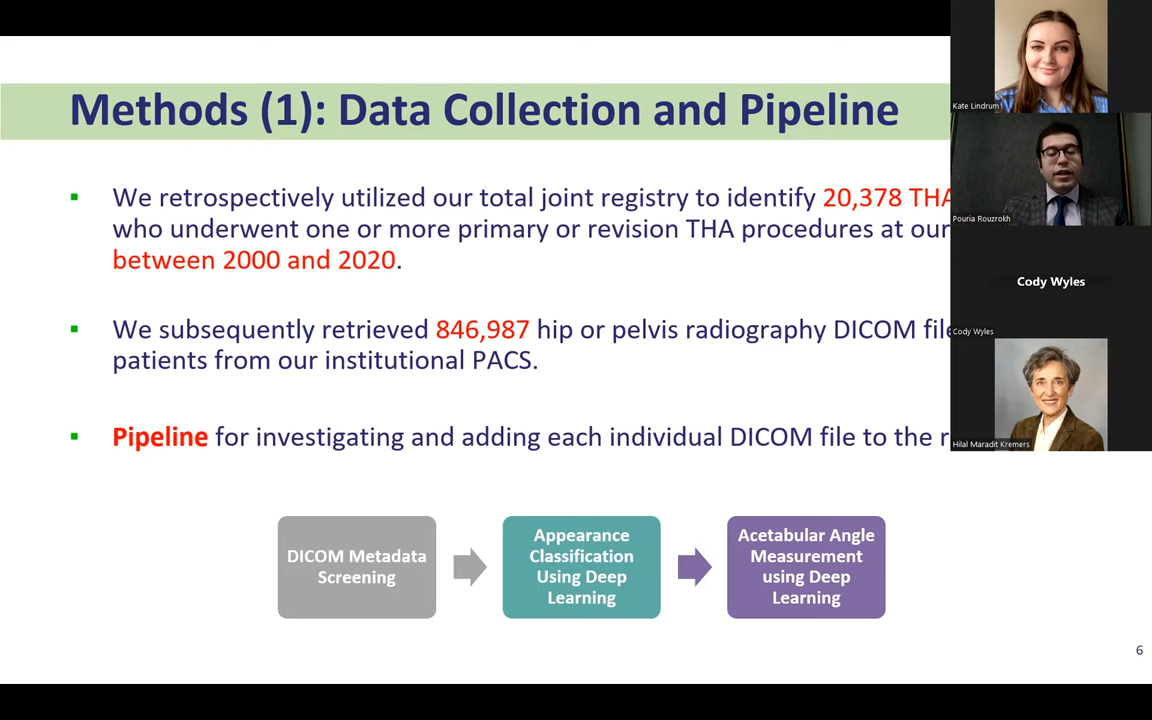 Methods (1): Data Collection and Pipeline
We retrospectively utilized our total joint registry to identify 20,378 THA
who underwent one or more primary or revision THA procedures at our
between 2000 and 2020.
We subsequently retrieved 846,987 hip or pelvis radiography DICOM file
patients from our institutional PACS.
Pipeline for investigating and adding each individual DICOM file to the r
DICOM Metadata
Screening
Appearance
Classification
Using Deep
Learning
Acetabular Angle
Measurement
using Deep
Learning
6
Kate Lindrum
Pouria Rouzrokh
Cody Wyles
Cody Wyles
Hilal Maradit Kremers